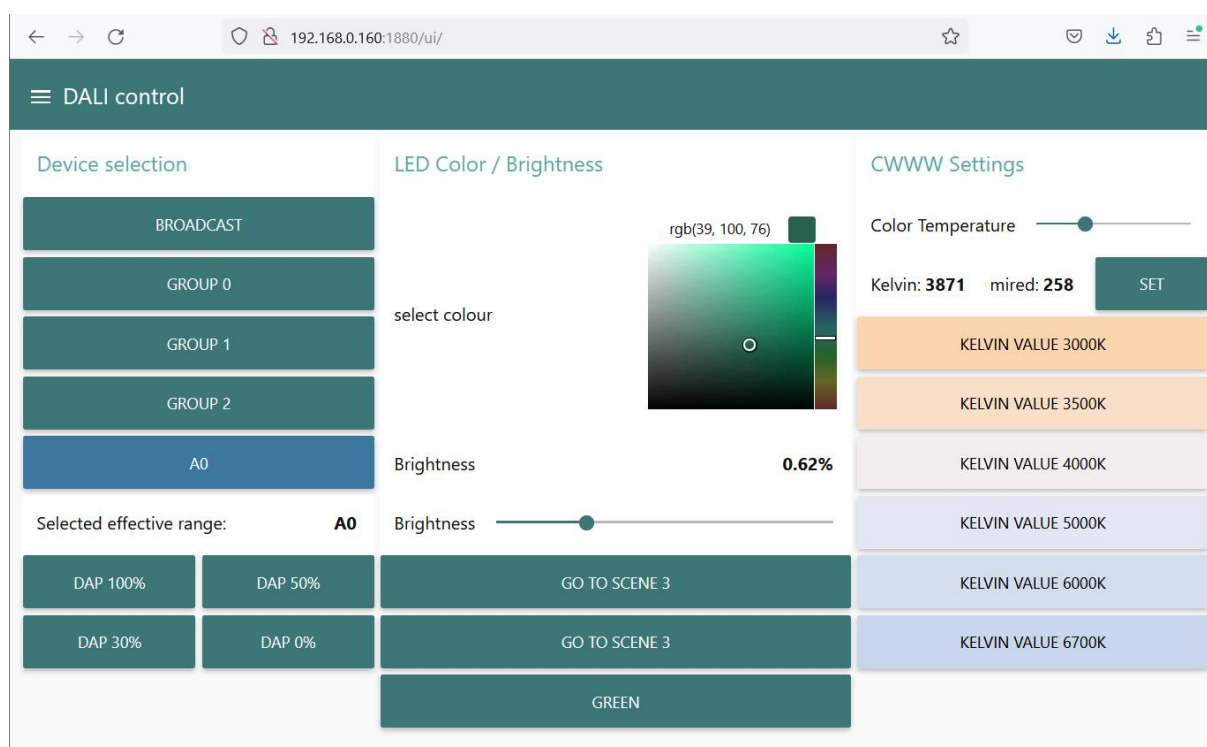 192.168.0.160:1880/ui/
DALI control
Device selection
BROADCAST
GROUP 0
GROUP 1
GROUP 2
A0
Selected effective range: A0
DAP 100% DAP 50%
DAP 30% DAP 0%
LED Color / Brightness
rgb(39, 100, 76)
select colour
Brightness 0.62%
Brightness
GO TO SCENE 3
GO TO SCENE 3
GREEN
CWWW Settings
Color Temperature
Kelvin: 3871 mired: 258 SET
KELVIN VALUE 3000K
KELVIN VALUE 3500K
KELVIN VALUE 4000K
KELVIN VALUE 5000K
KELVIN VALUE 6000K
KELVIN VALUE 6700K